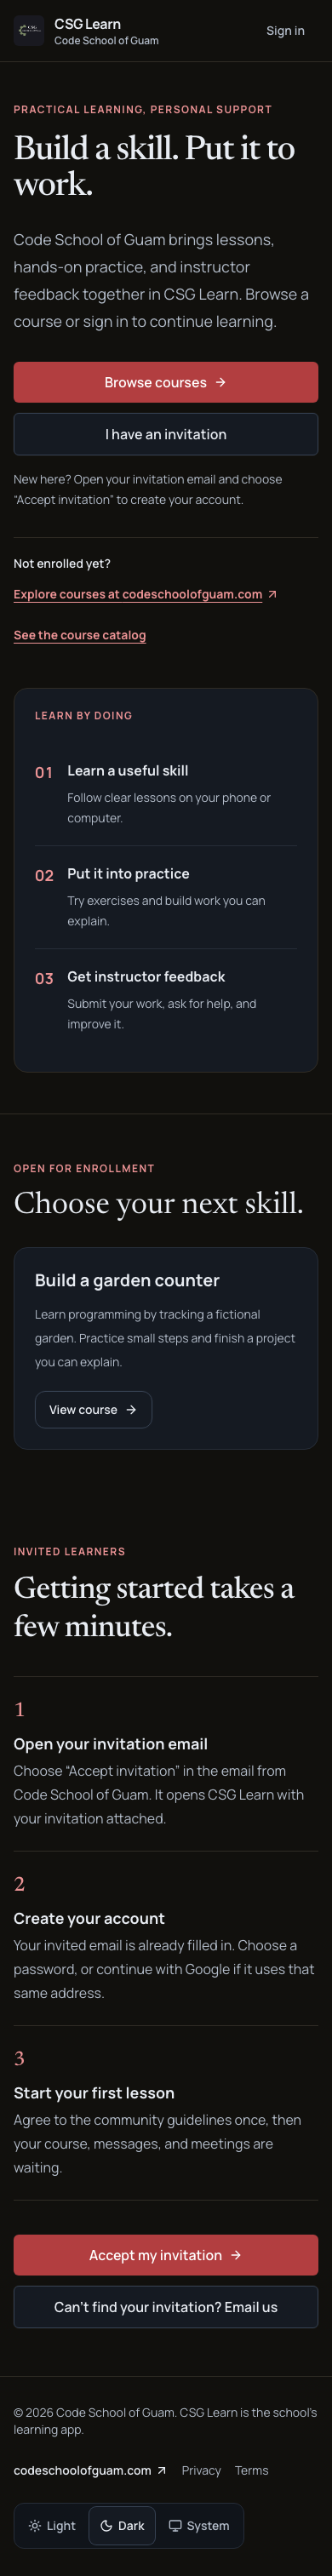 CSG Learn
Code School of Guam
Sign in
PRACTICAL LEARNING, PERSONAL SUPPORT
Build a skill. Put it to
work.
Code School of Guam brings lessons,
hands-on practice, and instructor
feedback together in CSG Learn. Browse a
course or sign in to continue learning.
Browse courses →
I have an invitation
New here? Open your invitation email and choose
“Accept invitation” to create your account.
Not enrolled yet?
Explore courses at codeschoolofguam.com ↗
See the course catalog
LEARN BY DOING
01 Learn a useful skill
Follow clear lessons on your phone or
computer.
02 Put it into practice
Try exercises and build work you can
explain.
03 Get instructor feedback
Submit your work, ask for help, and
improve it.
OPEN FOR ENROLLMENT
Choose your next skill.
Build a garden counter
Learn programming by tracking a fictional
garden. Practice small steps and finish a project
you can explain.
View course →
INVITED LEARNERS
Getting started takes a
few minutes.
1
Open your invitation email
Choose “Accept invitation” in the email from
Code School of Guam. It opens CSG Learn with
your invitation attached.
2
Create your account
Your invited email is already filled in. Choose a
password, or continue with Google if it uses that
same address.
3
Start your first lesson
Agree to the community guidelines once, then
your course, messages, and meetings are
waiting.
Accept my invitation →
Can't find your invitation? Email us
© 2026 Code School of Guam. CSG Learn is the school's
learning app.
codeschoolofguam.com ↗ Privacy Terms
Light Dark System